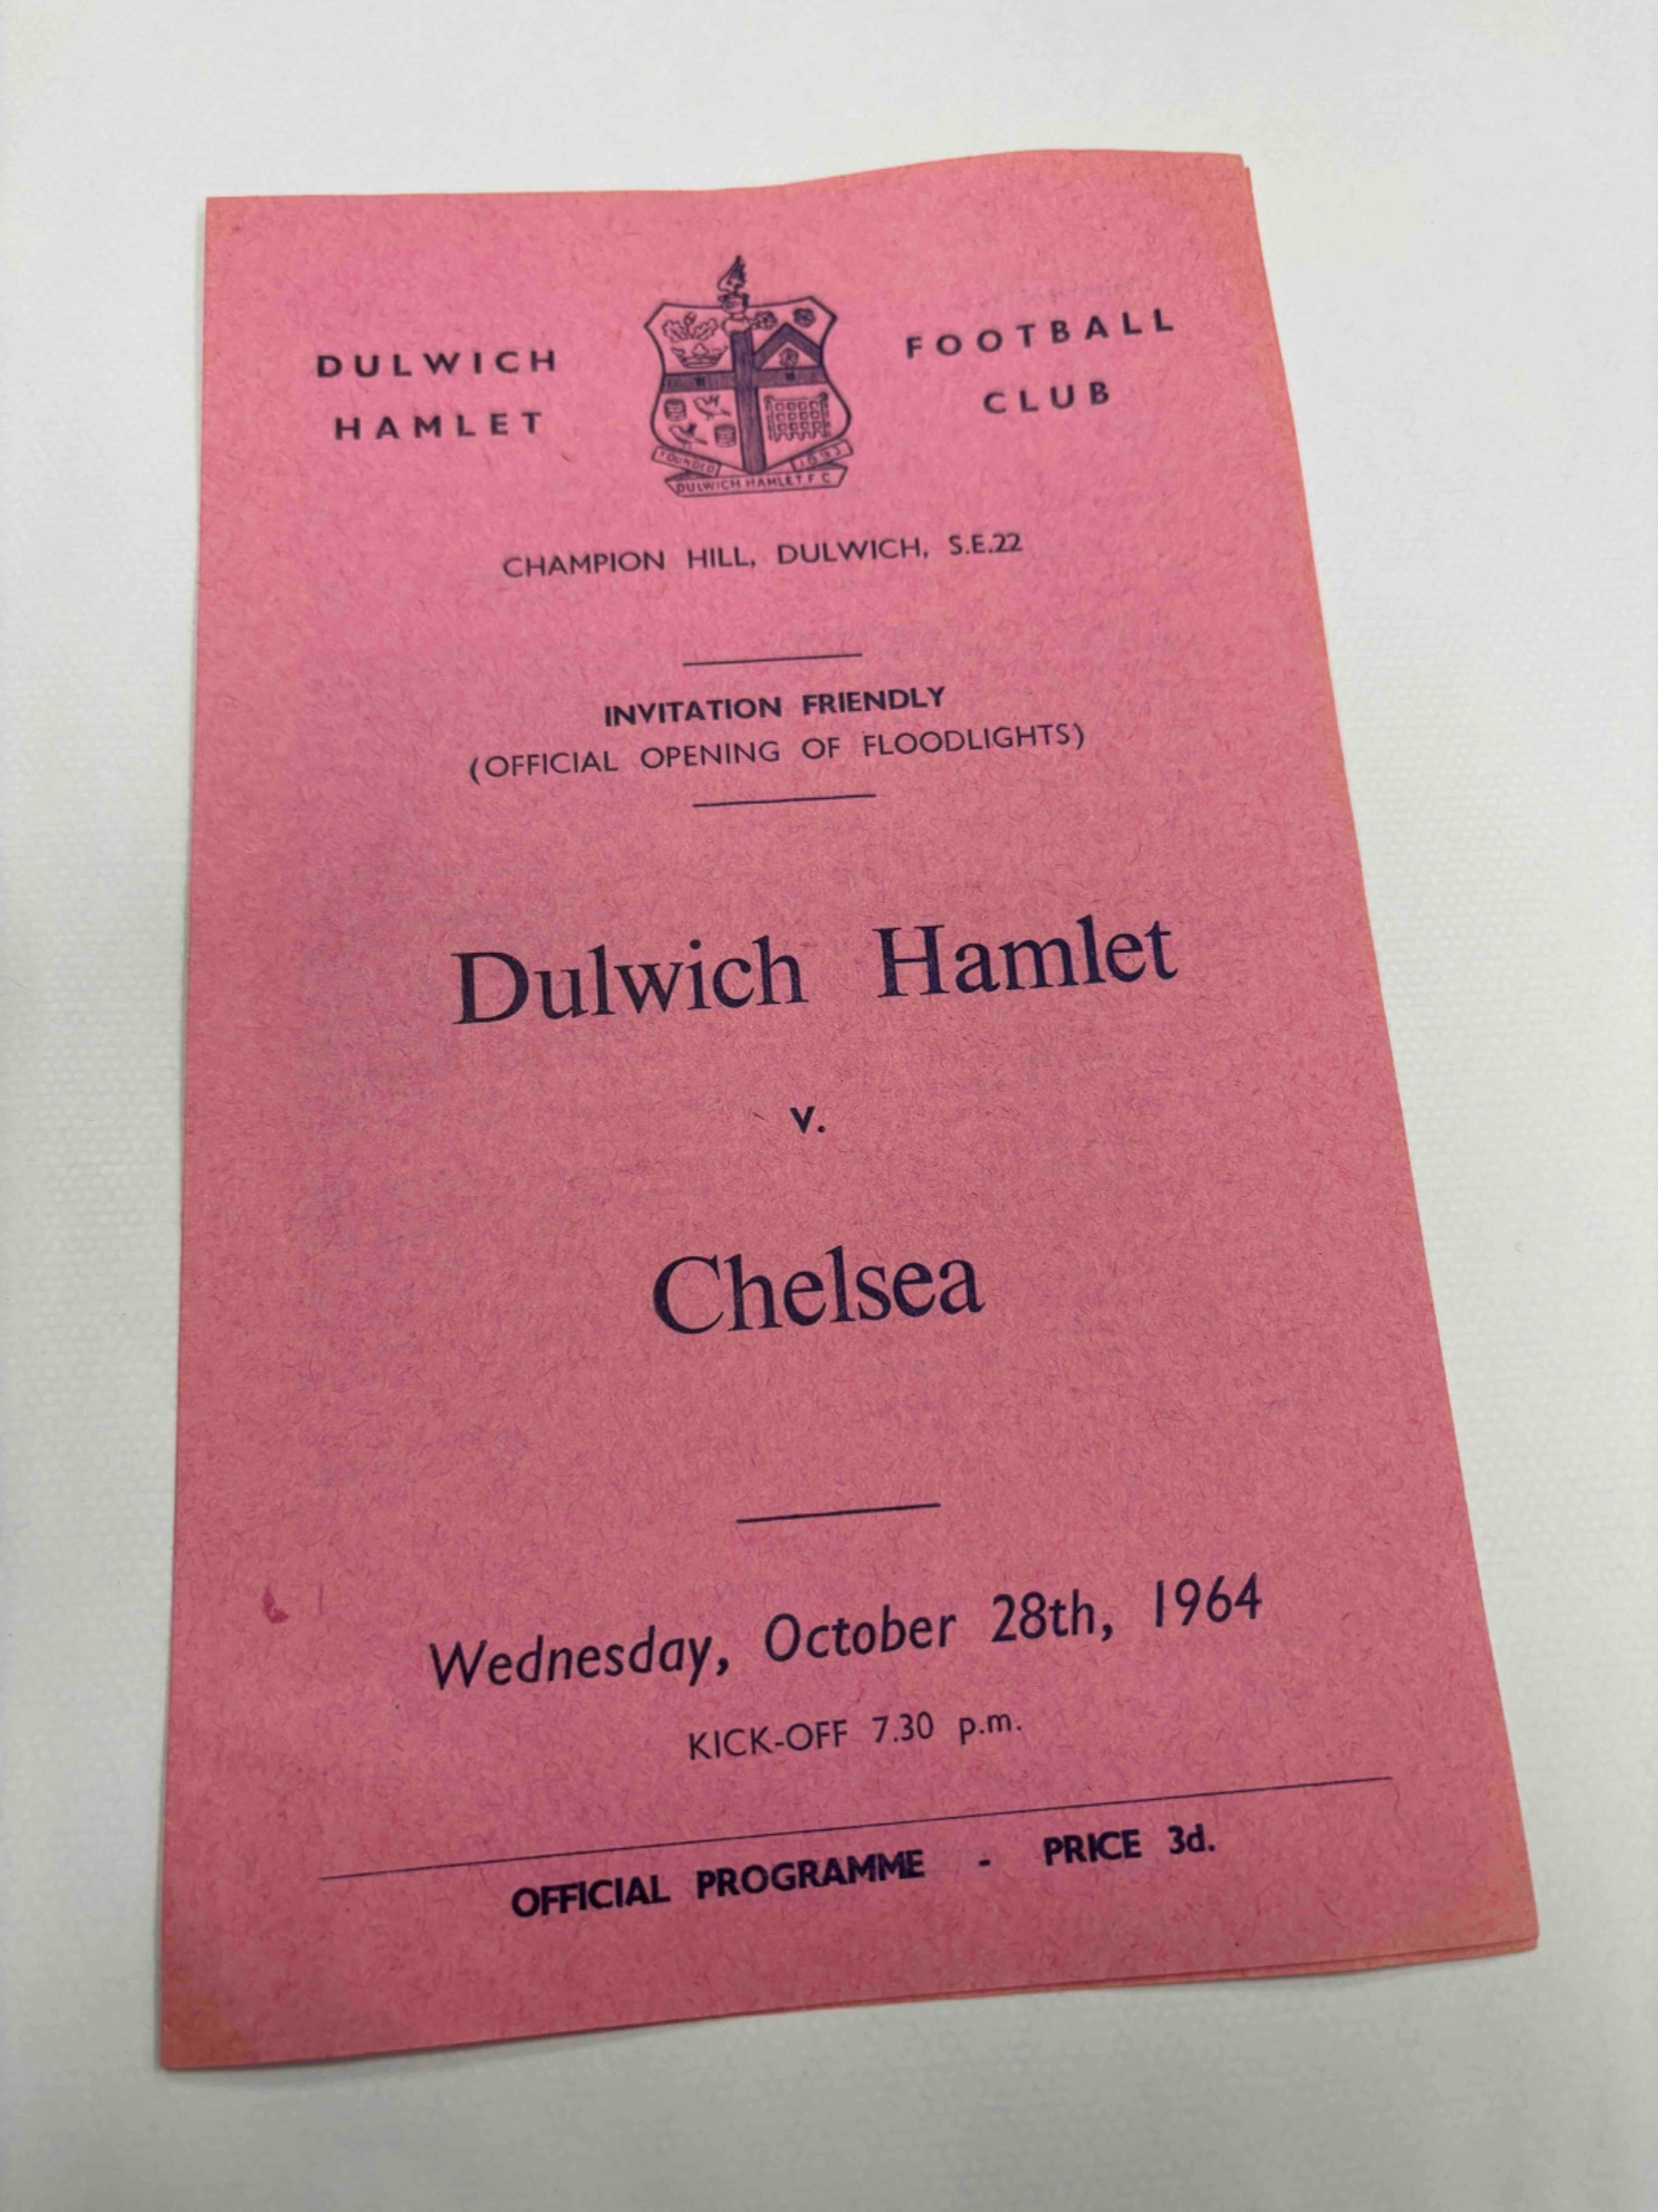 DULWICH HAMLET
FOOTBALL CLUB
FOUNDED 1893
DULWICH HAMLET F C
CHAMPION HILL, DULWICH, S.E.22
INVITATION FRIENDLY
(OFFICIAL OPENING OF FLOODLIGHTS)
Dulwich Hamlet
v.
Chelsea
Wednesday, October 28th, 1964
KICK-OFF 7.30 p.m.
OFFICIAL PROGRAMME - PRICE 3d.